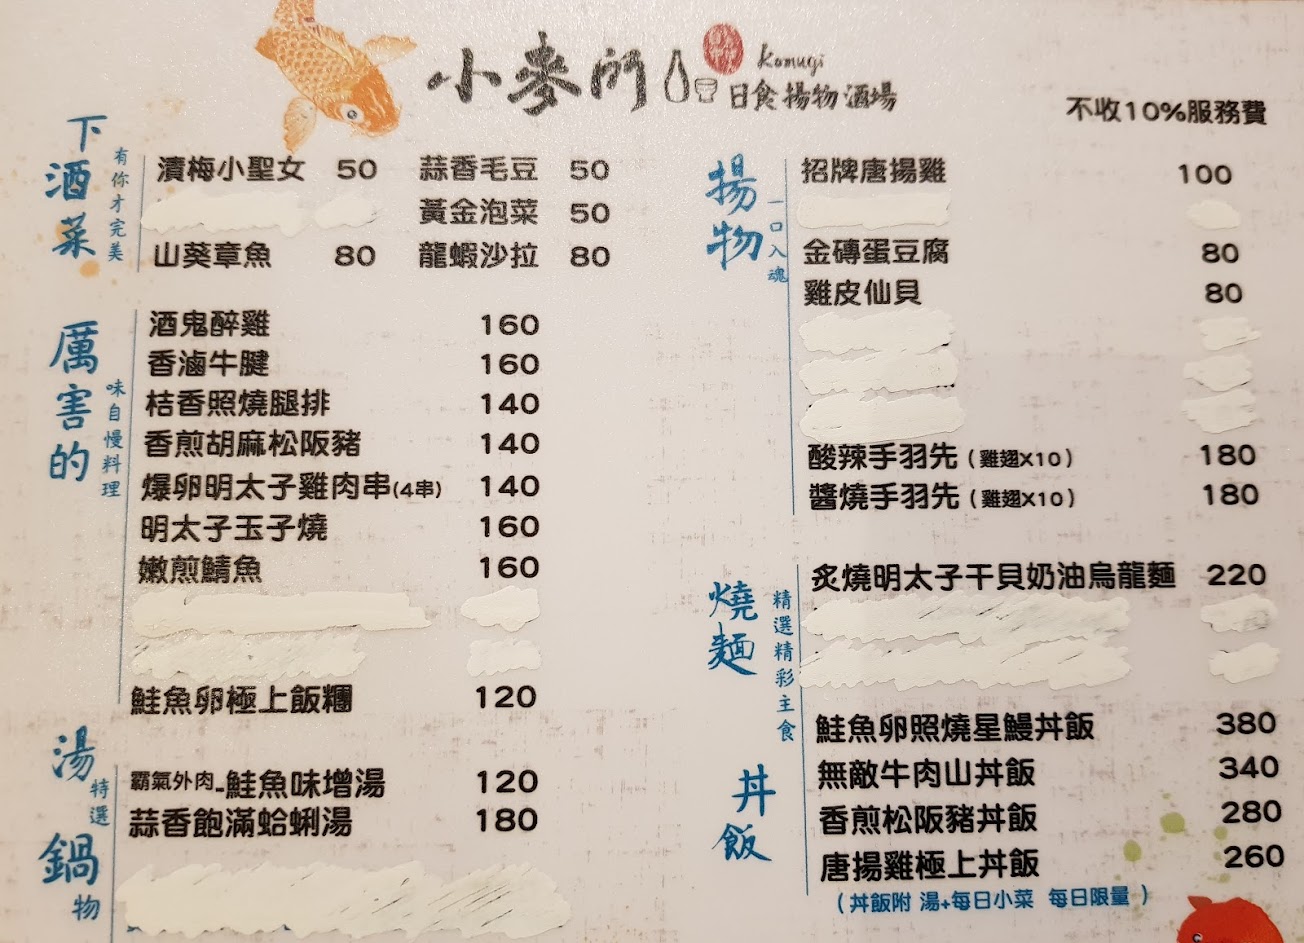 小麥所
Komugi
日食揚物酒場
不收10%服務費
下酒菜
有你才完美
漬梅小聖女 50
蒜香毛豆 50
黃金泡菜 50
山葵章魚 80
龍蝦沙拉 80
厲害的
味自慢料理
酒鬼醉雞 160
香滷牛腱 160
桔香照燒腿排 140
香煎胡麻松阪豬 140
爆卵明太子雞肉串(4串) 140
明太子玉子燒 160
嫩煎鯖魚 160
鮭魚卵極上飯糰 120
湯鍋物
特選
霸氣外肉-鮭魚味增湯 120
蒜香飽滿蛤蜊湯 180
揚物
一口入魂
招牌唐揚雞 100
金磚蛋豆腐 80
雞皮仙貝 80
酸辣手羽先(雞翅X10) 180
醬燒手羽先(雞翅X10) 180
燒麵
精選精彩主食
炙燒明太子干貝奶油烏龍麵 220
丼飯
鮭魚卵照燒星鰻丼飯 380
無敵牛肉山丼飯 340
香煎松阪豬丼飯 280
唐揚雞極上丼飯 260
(丼飯附 湯+每日小菜 每日限量)